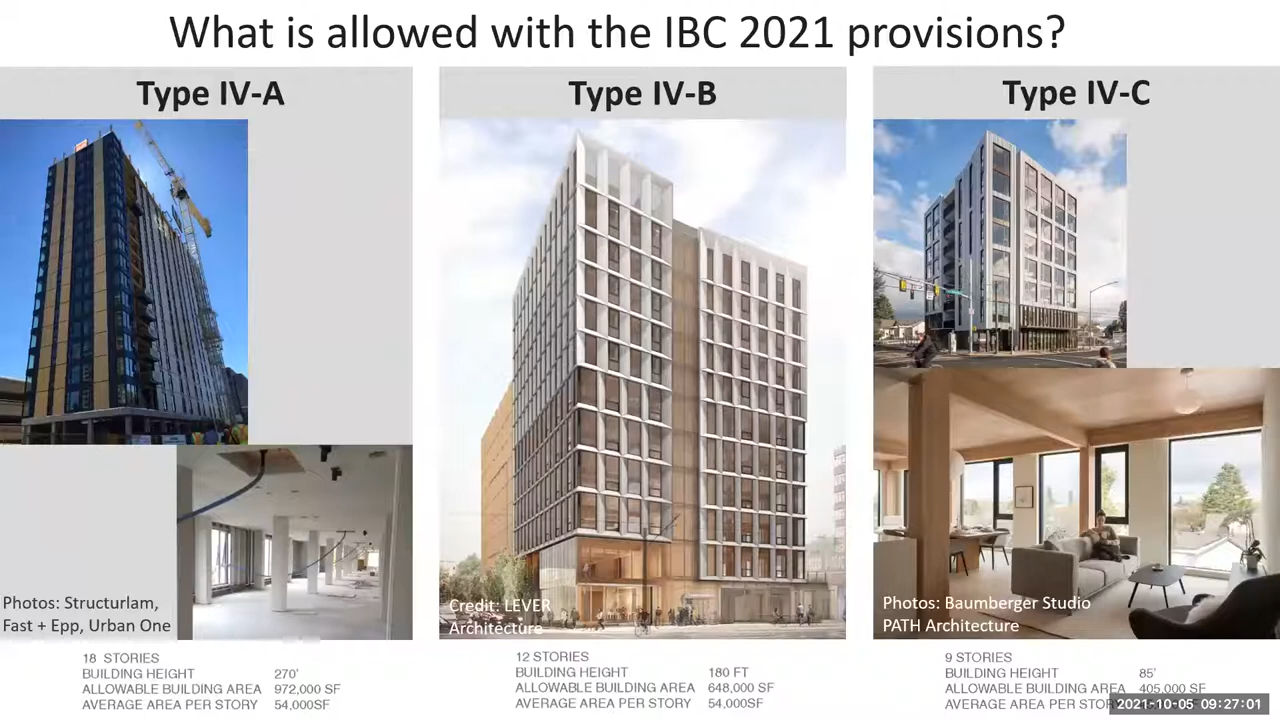 What is allowed with the IBC 2021 provisions?
Type IV-A
Photos: Structurlam,
Fast + Epp, Urban One
18 STORIES
BUILDING HEIGHT 270'
ALLOWABLE BUILDING AREA 972,000 SF
AVERAGE AREA PER STORY 54,000SF
Type IV-B
Credit: LEVER
Architecture
12 STORIES
BUILDING HEIGHT 180 FT
ALLOWABLE BUILDING AREA 648,000 SF
AVERAGE AREA PER STORY 54,000SF
Type IV-C
Photos: Baumberger Studio
PATH Architecture
9 STORIES
BUILDING HEIGHT 85'
ALLOWABLE BUILDING AREA 405,000 SF
AVERAGE AREA PER STORY
2021-10-05 09:27:01